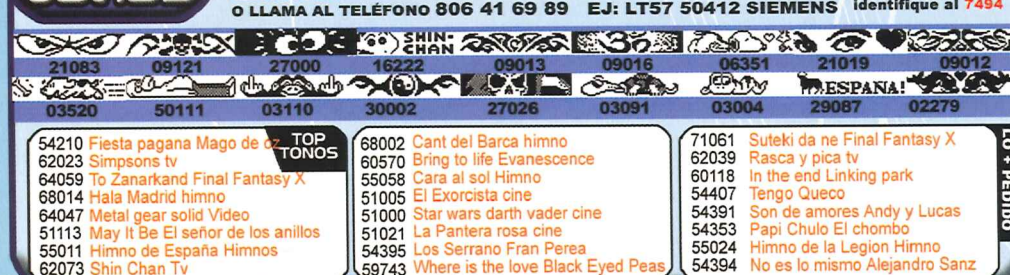 O LLAMA AL TELÉFONO 806 41 69 89 EJ: LT57 50412 SIEMENS identifique al 7494
SHIN-CHAN
21083 09121 27000 16222 09013 09016 06351 21019 09012
ESPAÑA!
03520 50111 03110 30002 27026 03091 03004 29087 02279
TOP TONOS
54210 Fiesta pagana Mago de oz
62023 Simpsons tv
64059 To Zanarkand Final Fantasy X
68014 Hala Madrid himno
64047 Metal gear solid Video
51113 May It Be El señor de los anillos
55011 Himno de España Himnos
62073 Shin Chan Tv
68002 Cant del Barca himno
60570 Bring to life Evanescence
55058 Cara al sol Himno
51005 El Exorcista cine
51000 Star wars darth vader cine
51021 La Pantera rosa cine
54395 Los Serrano Fran Perea
59743 Where is the love Black Eyed Peas
LO + PEDIDO
71061 Suteki da ne Final Fantasy X
62039 Rasca y pica tv
60118 In the end Linking park
54407 Tengo Queco
54391 Son de amores Andy y Lucas
54353 Papi Chulo El chombo
55024 Himno de la Legion Himno
54394 No es lo mismo Alejandro Sanz